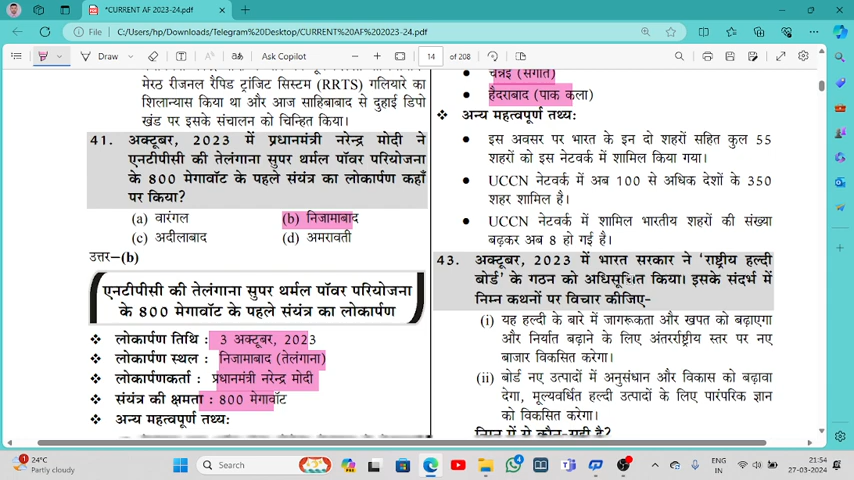 *CURRENT AF 2023-24.pdf
File
C:/Users/hp/Downloads/Telegram%20Desktop/CURRENT%20AF%202023-24.pdf
Draw
Ask Copilot
14 of 208
मेरठ रीजनल रैपिड ट्रांजिट सिस्टम (RRTS) गलियारे का
शिलान्यास किया था और आज साहिबाबाद से दुहाई डिपो
खंड पर इसके संचालन को चिन्हित किया।
41. अक्टूबर, 2023 में प्रधानमंत्री नरेन्द्र मोदी ने
एनटीपीसी की तेलंगाना सुपर थर्मल पॉवर परियोजना
के 800 मेगावॉट के पहले संयंत्र का लोकार्पण कहाँ
पर किया?
(a) वारंगल (b) निजामाबाद
(c) अदीलाबाद (d) अमरावती
उत्तर–(b)
एनटीपीसी की तेलंगाना सुपर थर्मल पॉवर परियोजना
के 800 मेगावॉट के पहले संयंत्र का लोकार्पण
❖ लोकार्पण तिथि : 3 अक्टूबर, 2023
❖ लोकार्पण स्थल : निजामाबाद (तेलंगाना)
❖ लोकार्पणकर्ता : प्रधानमंत्री नरेन्द्र मोदी
❖ संयंत्र की क्षमता : 800 मेगावॉट
❖ अन्य महत्वपूर्ण तथ्य:
चेन्नई (संगीत)
• हैदराबाद (पाक कला)
❖ अन्य महत्वपूर्ण तथ्य:
• इस अवसर पर भारत के इन दो शहरों सहित कुल 55
शहरों को इस नेटवर्क में शामिल किया गया।
• UCCN नेटवर्क में अब 100 से अधिक देशों के 350
शहर शामिल है।
• UCCN नेटवर्क में शामिल भारतीय शहरों की संख्या
बढ़कर अब 8 हो गई है।
43. अक्टूबर, 2023 में भारत सरकार ने 'राष्ट्रीय हल्दी
बोर्ड' के गठन को अधिसूचित किया। इसके संदर्भ में
निम्न कथनों पर विचार कीजिए-
(i) यह हल्दी के बारे में जागरूकता और खपत को बढ़ाएगा
और निर्यात बढ़ाने के लिए अंतरर्राष्ट्रीय स्तर पर नए
बाजार विकसित करेगा।
(ii) बोर्ड नए उत्पादों में अनुसंधान और विकास को बढ़ावा
देगा, मूल्यवर्धित हल्दी उत्पादों के लिए पारंपरिक ज्ञान
को विकसित करेगा।
निम्न में से कौन-सही है?
24°C
Partly cloudy
Search
ENG
IN
21:54
27-03-2024